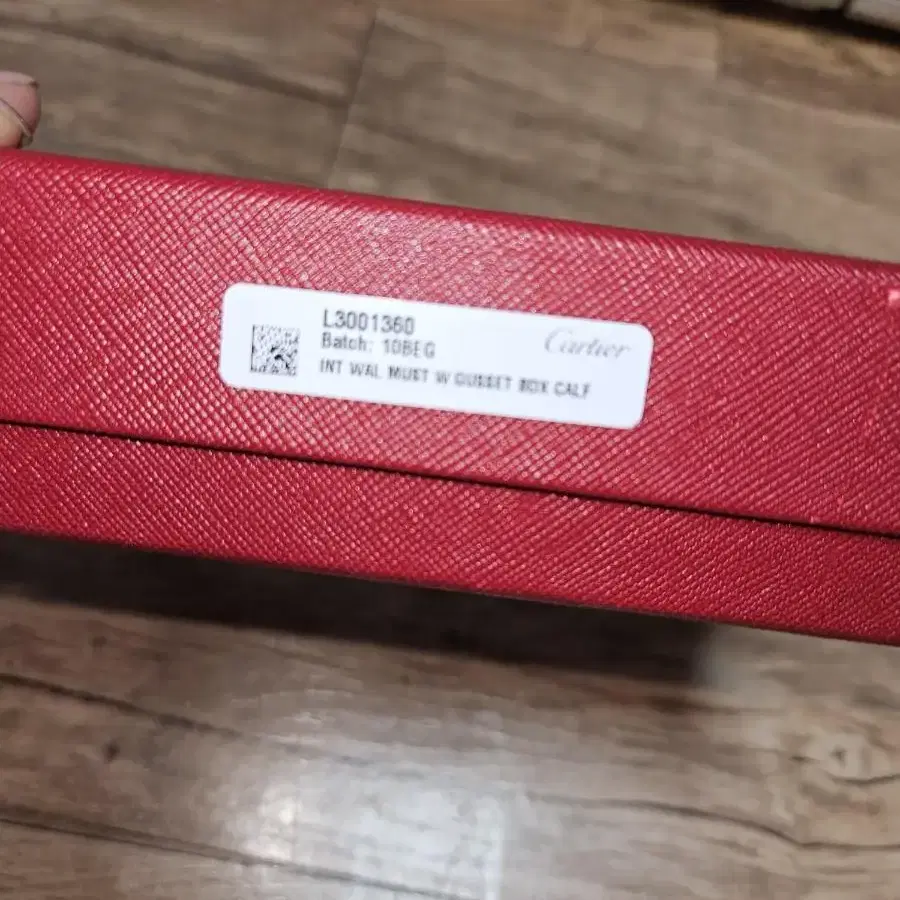 L3001360
Cartier
Batch: 10BEG
INT WAL MUST W GUSSET BOX CALF